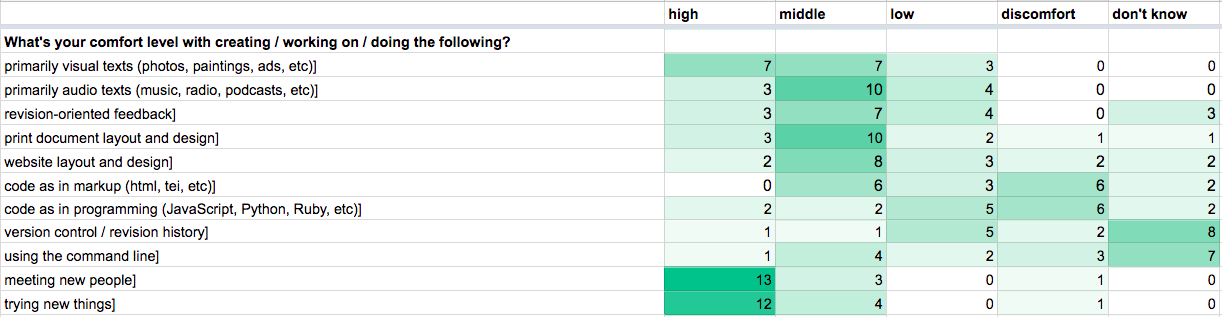 high middle low discomfort don't know
What's your comfort level with creating / working on / doing the following?
primarily visual texts (photos, paintings, ads, etc)] 7 7 3 0 0
primarily audio texts (music, radio, podcasts, etc)] 3 10 4 0 0
revision-oriented feedback] 3 7 4 0 3
print document layout and design] 3 10 2 1 1
website layout and design] 2 8 3 2 2
code as in markup (html, tei, etc)] 0 6 3 6 2
code as in programming (JavaScript, Python, Ruby, etc)] 2 2 5 6 2
version control / revision history] 1 1 5 2 8
using the command line] 1 4 2 3 7
meeting new people] 13 3 0 1 0
trying new things] 12 4 0 1 0